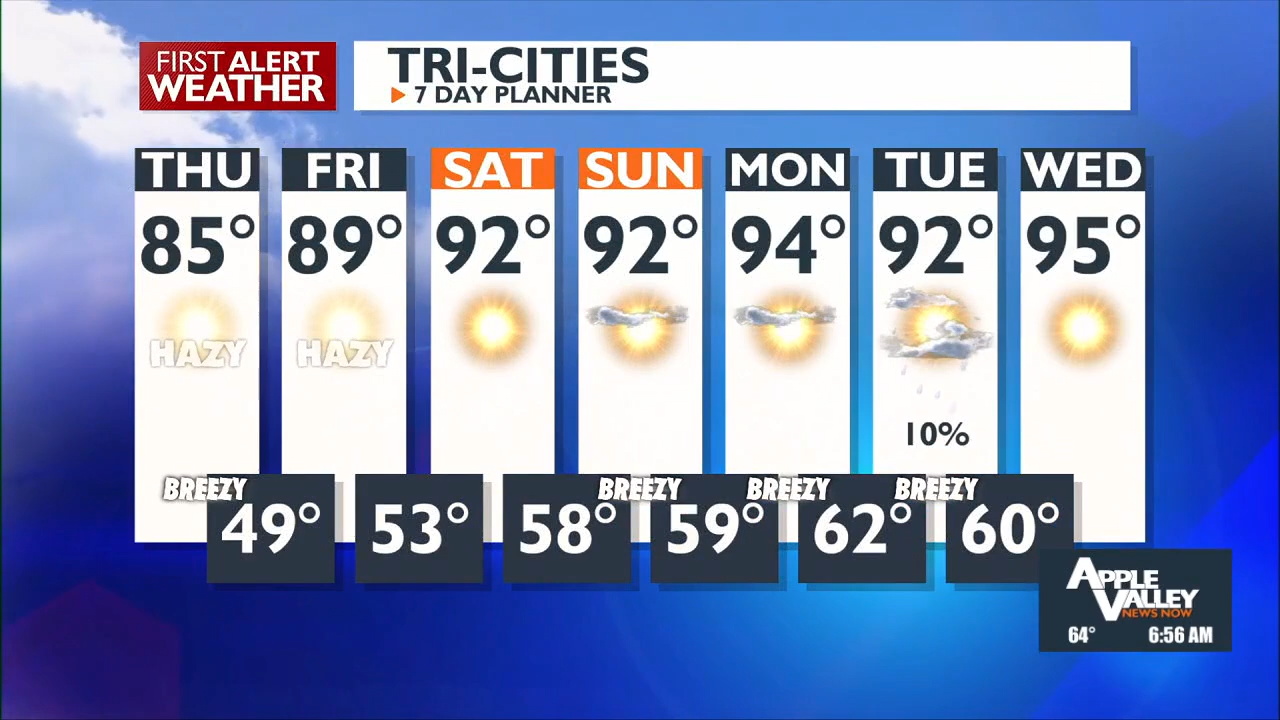 FIRST ALERT
WEATHER
TRI-CITIES
7 DAY PLANNER
THU FRI SAT SUN MON TUE WED
85° 89° 92° 92° 94° 92° 95°
HAZY HAZY
10%
BREEZY BREEZY BREEZY BREEZY
49° 53° 58° 59° 62° 60°
APPLE
VALLEY
NEWS NOW
64° 6:56 AM